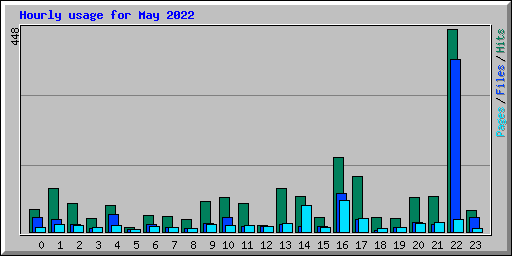 Hourly usage for May 2022
448
Pages/Files/Hits
0 1 2 3 4 5 6 7 8 9 10 11 12 13 14 15 16 17 18 19 20 21 22 23